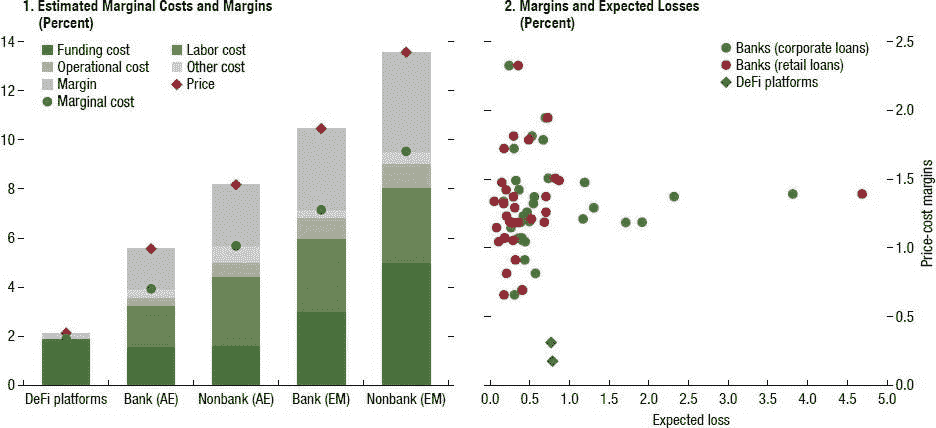 1. Estimated Marginal Costs and Margins
(Percent)
14
12
10
8
6
4
2
0
Funding cost
Labor cost
Operational cost
Other cost
Margin
Price
Marginal cost
DeFi platforms
Bank (AE)
Nonbank (AE)
Bank (EM)
Nonbank (EM)
2. Margins and Expected Losses
(Percent)
Banks (corporate loans)
Banks (retail loans)
DeFi platforms
2.5
2.0
1.5
1.0
0.5
0.0
Price-cost margins
0.0 0.5 1.0 1.5 2.0 2.5 3.0 3.5 4.0 4.5 5.0
Expected loss